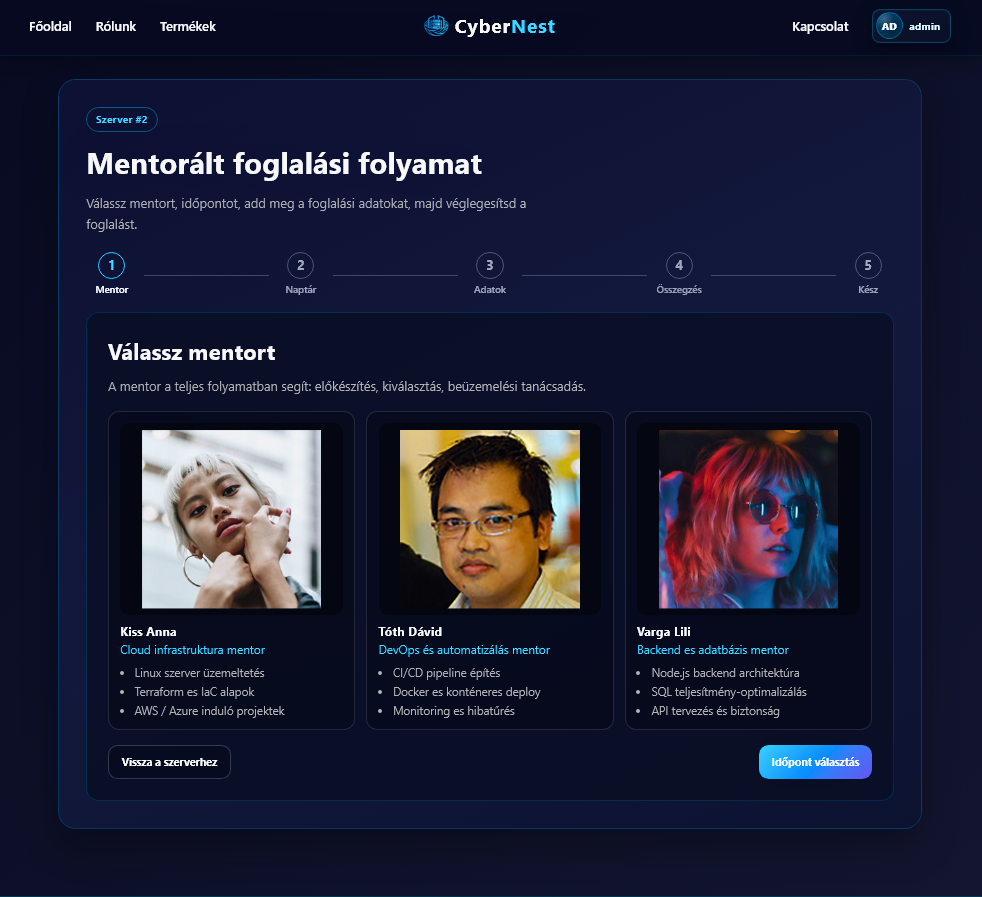 Főoldal Rólunk Termékek CyberNest Kapcsolat AD admin
Szerver #2
Mentorált foglalási folyamat
Válassz mentort, időpontot, add meg a foglalási adatokat, majd véglegesítsd a
foglalást.
1 2 3 4 5
Mentor Naptár Adatok Összegzés Kész
Válassz mentort
A mentor a teljes folyamatban segít: előkészítés, kiválasztás, beüzemelési tanácsadás.
Kiss Anna
Cloud infrastruktura mentor
• Linux szerver üzemeltetés
• Terraform es IaC alapok
• AWS / Azure induló projektek
Tóth Dávid
DevOps és automatizálás mentor
• CI/CD pipeline építés
• Docker es konténeres deploy
• Monitoring es hibatűrés
Varga Lili
Backend es adatbázis mentor
• Node.js backend architektúra
• SQL teljesítmény-optimalizálás
• API tervezés és biztonság
Vissza a szerverhez Időpont választás